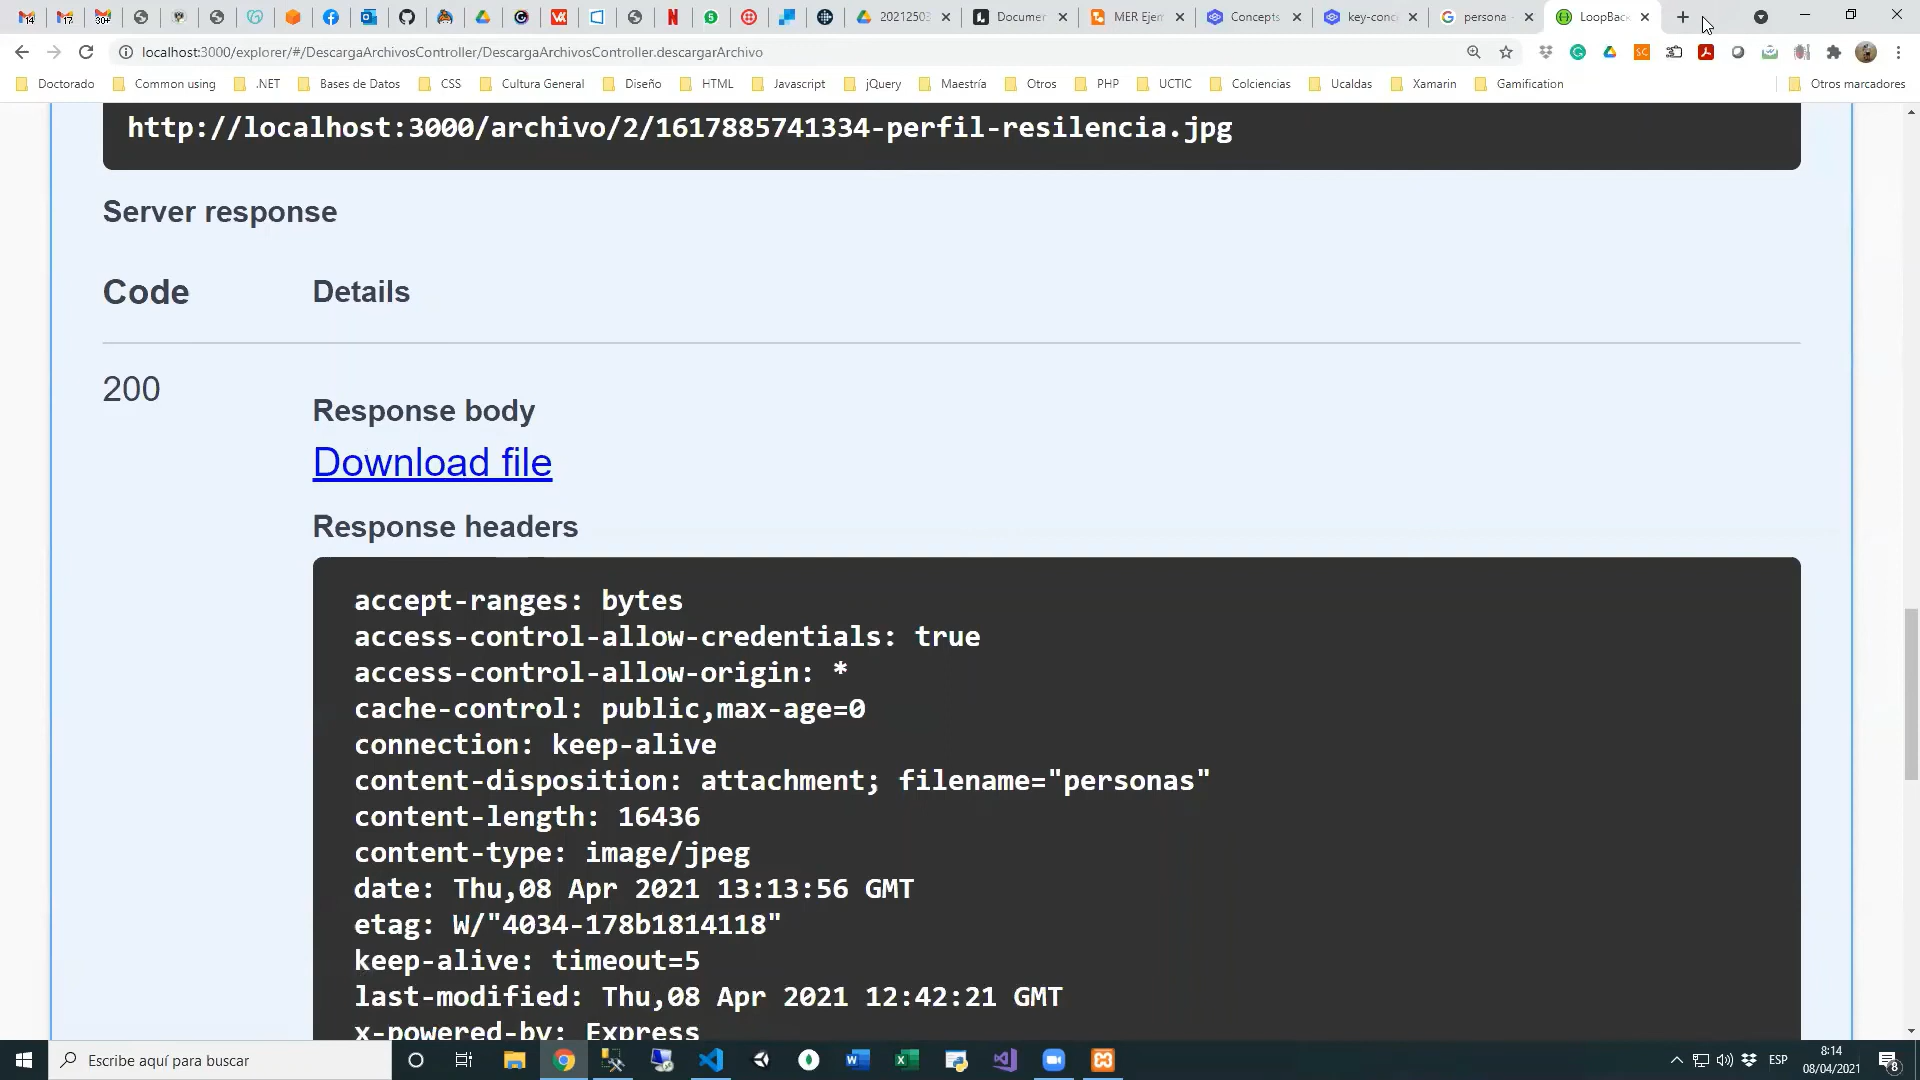 14
17
30+
20212503
Documen
MER Ejem
Concepts
key-conc
persona -
LoopBack
localhost:3000/explorer/#/DescargaArchivosController/DescargaArchivosController.descargarArchivo
Doctorado
Common using
.NET
Bases de Datos
CSS
Cultura General
Diseño
HTML
Javascript
jQuery
Maestría
Otros
PHP
UCTIC
Colciencias
Ucaldas
Xamarin
Gamification
Otros marcadores
http://localhost:3000/archivo/2/1617885741334-perfil-resilencia.jpg
Server response
Code
Details
200
Response body
Download file
Response headers
accept-ranges: bytes
access-control-allow-credentials: true
access-control-allow-origin: *
cache-control: public,max-age=0
connection: keep-alive
content-disposition: attachment; filename="personas"
content-length: 16436
content-type: image/jpeg
date: Thu,08 Apr 2021 13:13:56 GMT
etag: W/"4034-178b1814118"
keep-alive: timeout=5
last-modified: Thu,08 Apr 2021 12:42:21 GMT
x-powered-by: Express
Escribe aquí para buscar
ESP
8:14
08/04/2021
8